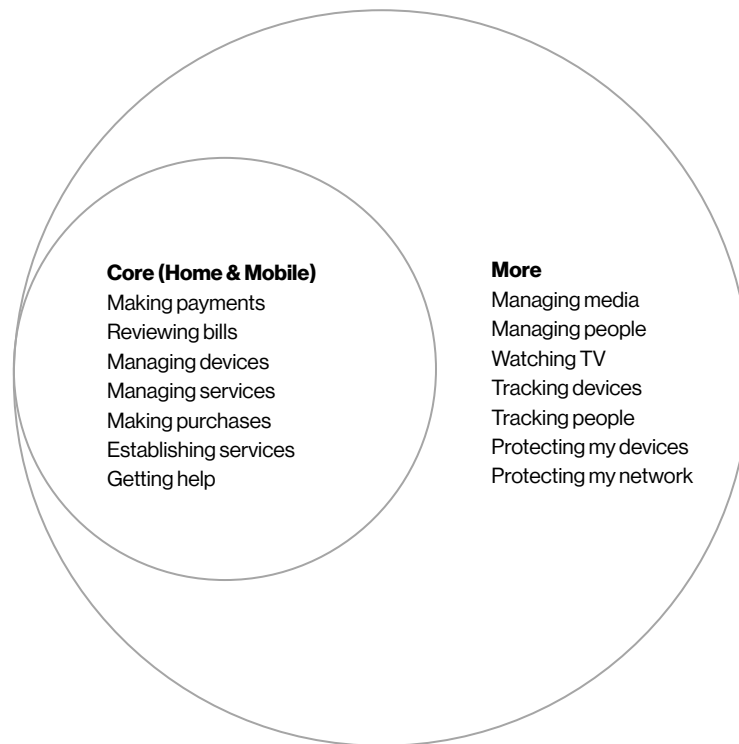 Core (Home & Mobile)
Making payments
Reviewing bills
Managing devices
Managing services
Making purchases
Establishing services
Getting help
More
Managing media
Managing people
Watching TV
Tracking devices
Tracking people
Protecting my devices
Protecting my network